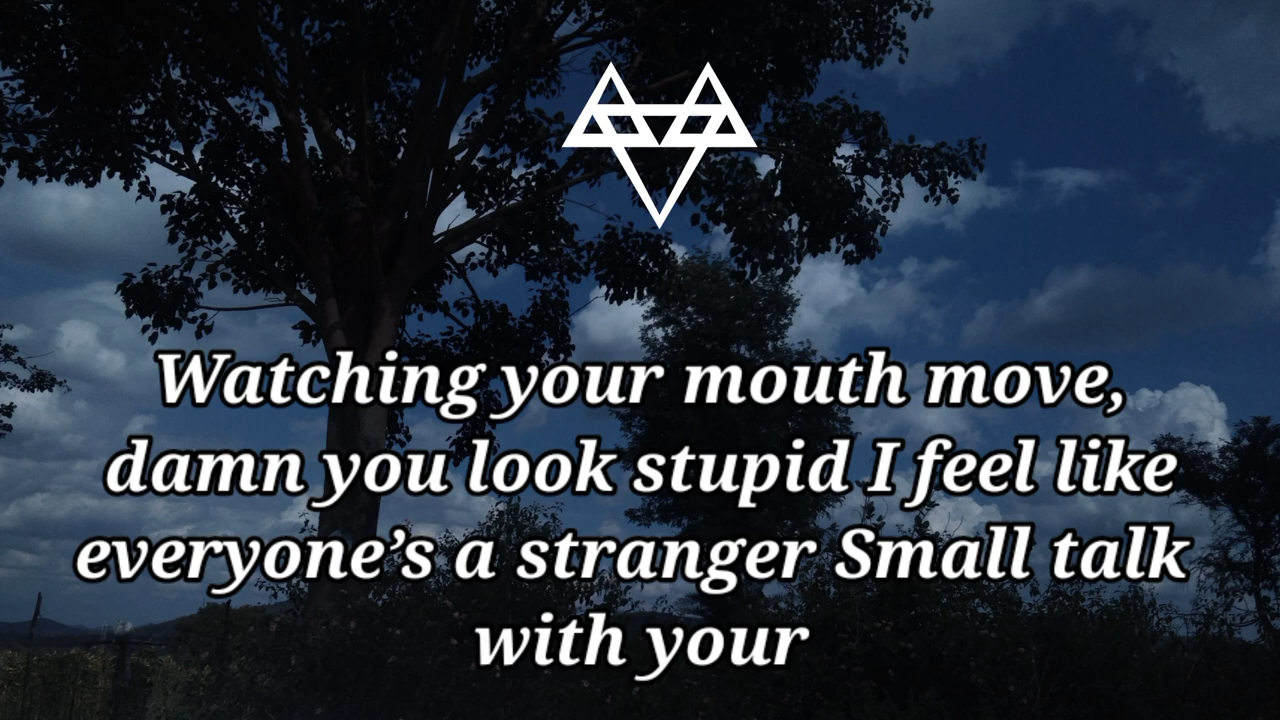 Watching your mouth move,
damn you look stupid I feel like
everyone’s a stranger Small talk
with your